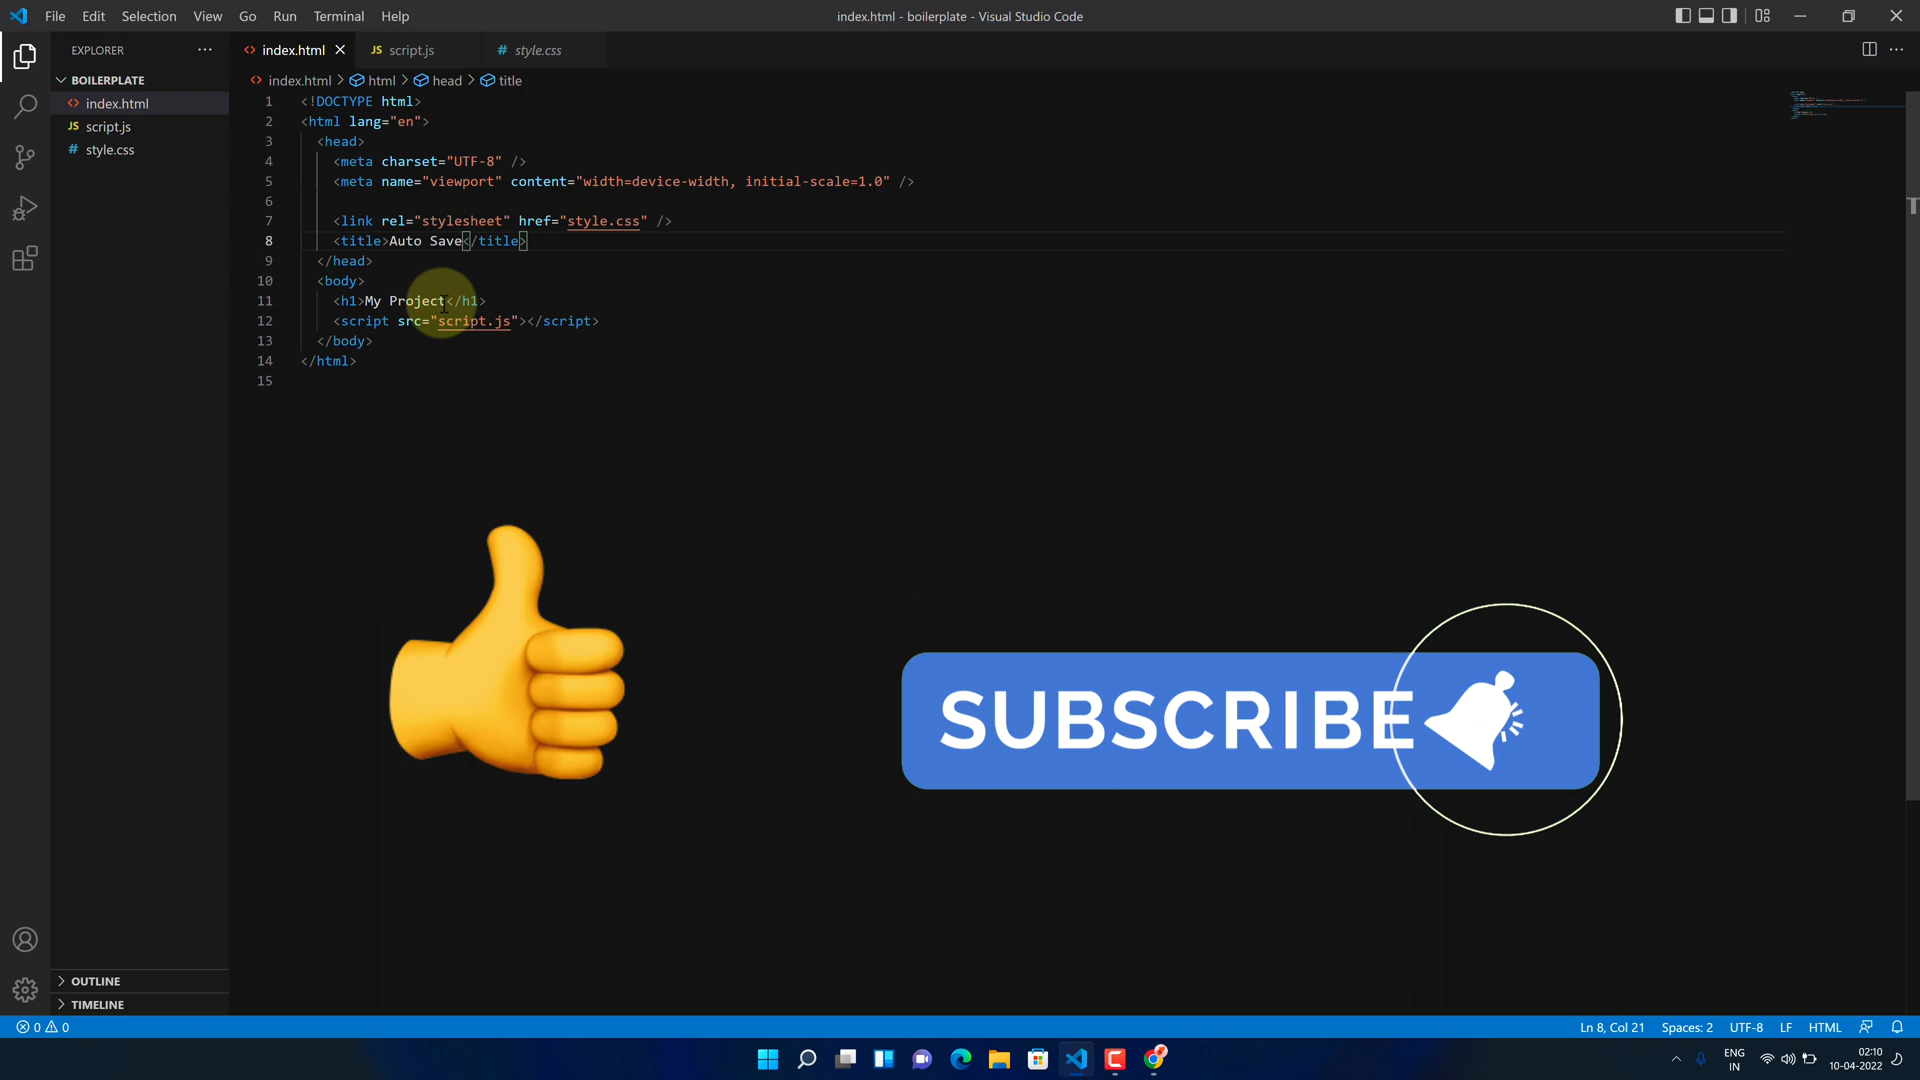 File Edit Selection View Go Run Terminal Help
index.html - boilerplate - Visual Studio Code
EXPLORER
BOILERPLATE
index.html
JS script.js
# style.css
index.html
JS script.js
# style.css
index.html > html > head > title
1 <!DOCTYPE html>
2 <html lang="en">
3 <head>
4 <meta charset="UTF-8" />
5 <meta name="viewport" content="width=device-width, initial-scale=1.0" />
6
7 <link rel="stylesheet" href="style.css" />
8 <title>Auto Save</title>
9 </head>
10 <body>
11 <h1>My Project</h1>
12 <script src="script.js"></script>
13 </body>
14 </html>
15
SUBSCRIBE
OUTLINE
TIMELINE
0 0
Ln 8, Col 21 Spaces: 2 UTF-8 LF HTML
ENG
IN
02:10
10-04-2022